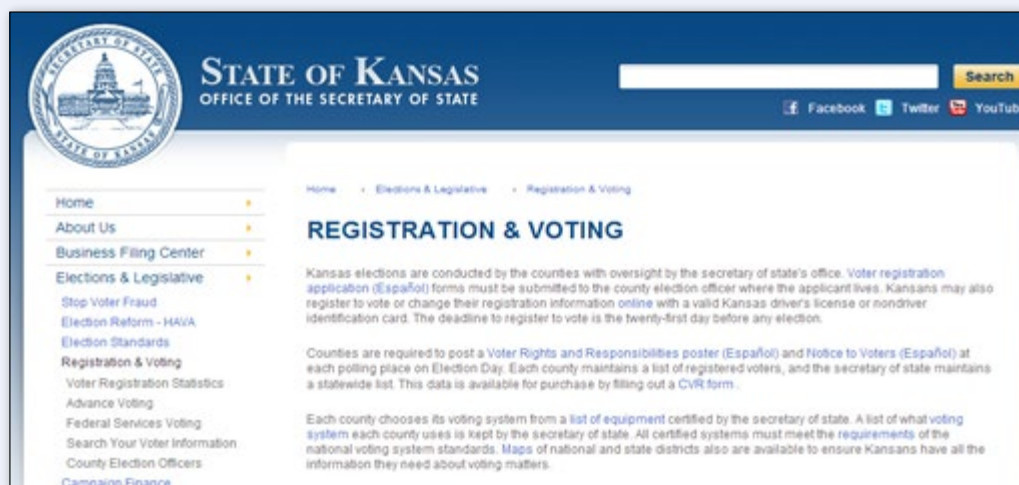 SECRETARY OF STATE
STATE OF KANSAS
STATE OF KANSAS
OFFICE OF THE SECRETARY OF STATE
Search
Facebook Twitter YouTub
Home
About Us
Business Filing Center
Elections & Legislative
Stop Voter Fraud
Election Reform - HAVA
Election Standards
Registration & Voting
Voter Registration Statistics
Advance Voting
Federal Services Voting
Search Your Voter Information
County Election Officers
Campaign Finance
Home Elections & Legislative Registration & Voting
REGISTRATION & VOTING
Kansas elections are conducted by the counties with oversight by the secretary of state's office. Voter registration
application (Español) forms must be submitted to the county election officer where the applicant lives. Kansans may also
register to vote or change their registration information online with a valid Kansas driver's license or nondriver
identification card. The deadline to register to vote is the twenty-first day before any election.
Counties are required to post a Voter Rights and Responsibilities poster (Español) and Notice to Voters (Español) at
each polling place on Election Day. Each county maintains a list of registered voters, and the secretary of state maintains
a statewide list. This data is available for purchase by filling out a CVR form .
Each county chooses its voting system from a list of equipment certified by the secretary of state. A list of what voting
system each county uses is kept by the secretary of state. All certified systems must meet the requirements of the
national voting system standards. Maps of national and state districts also are available to ensure Kansans have all the
information they need about voting matters.